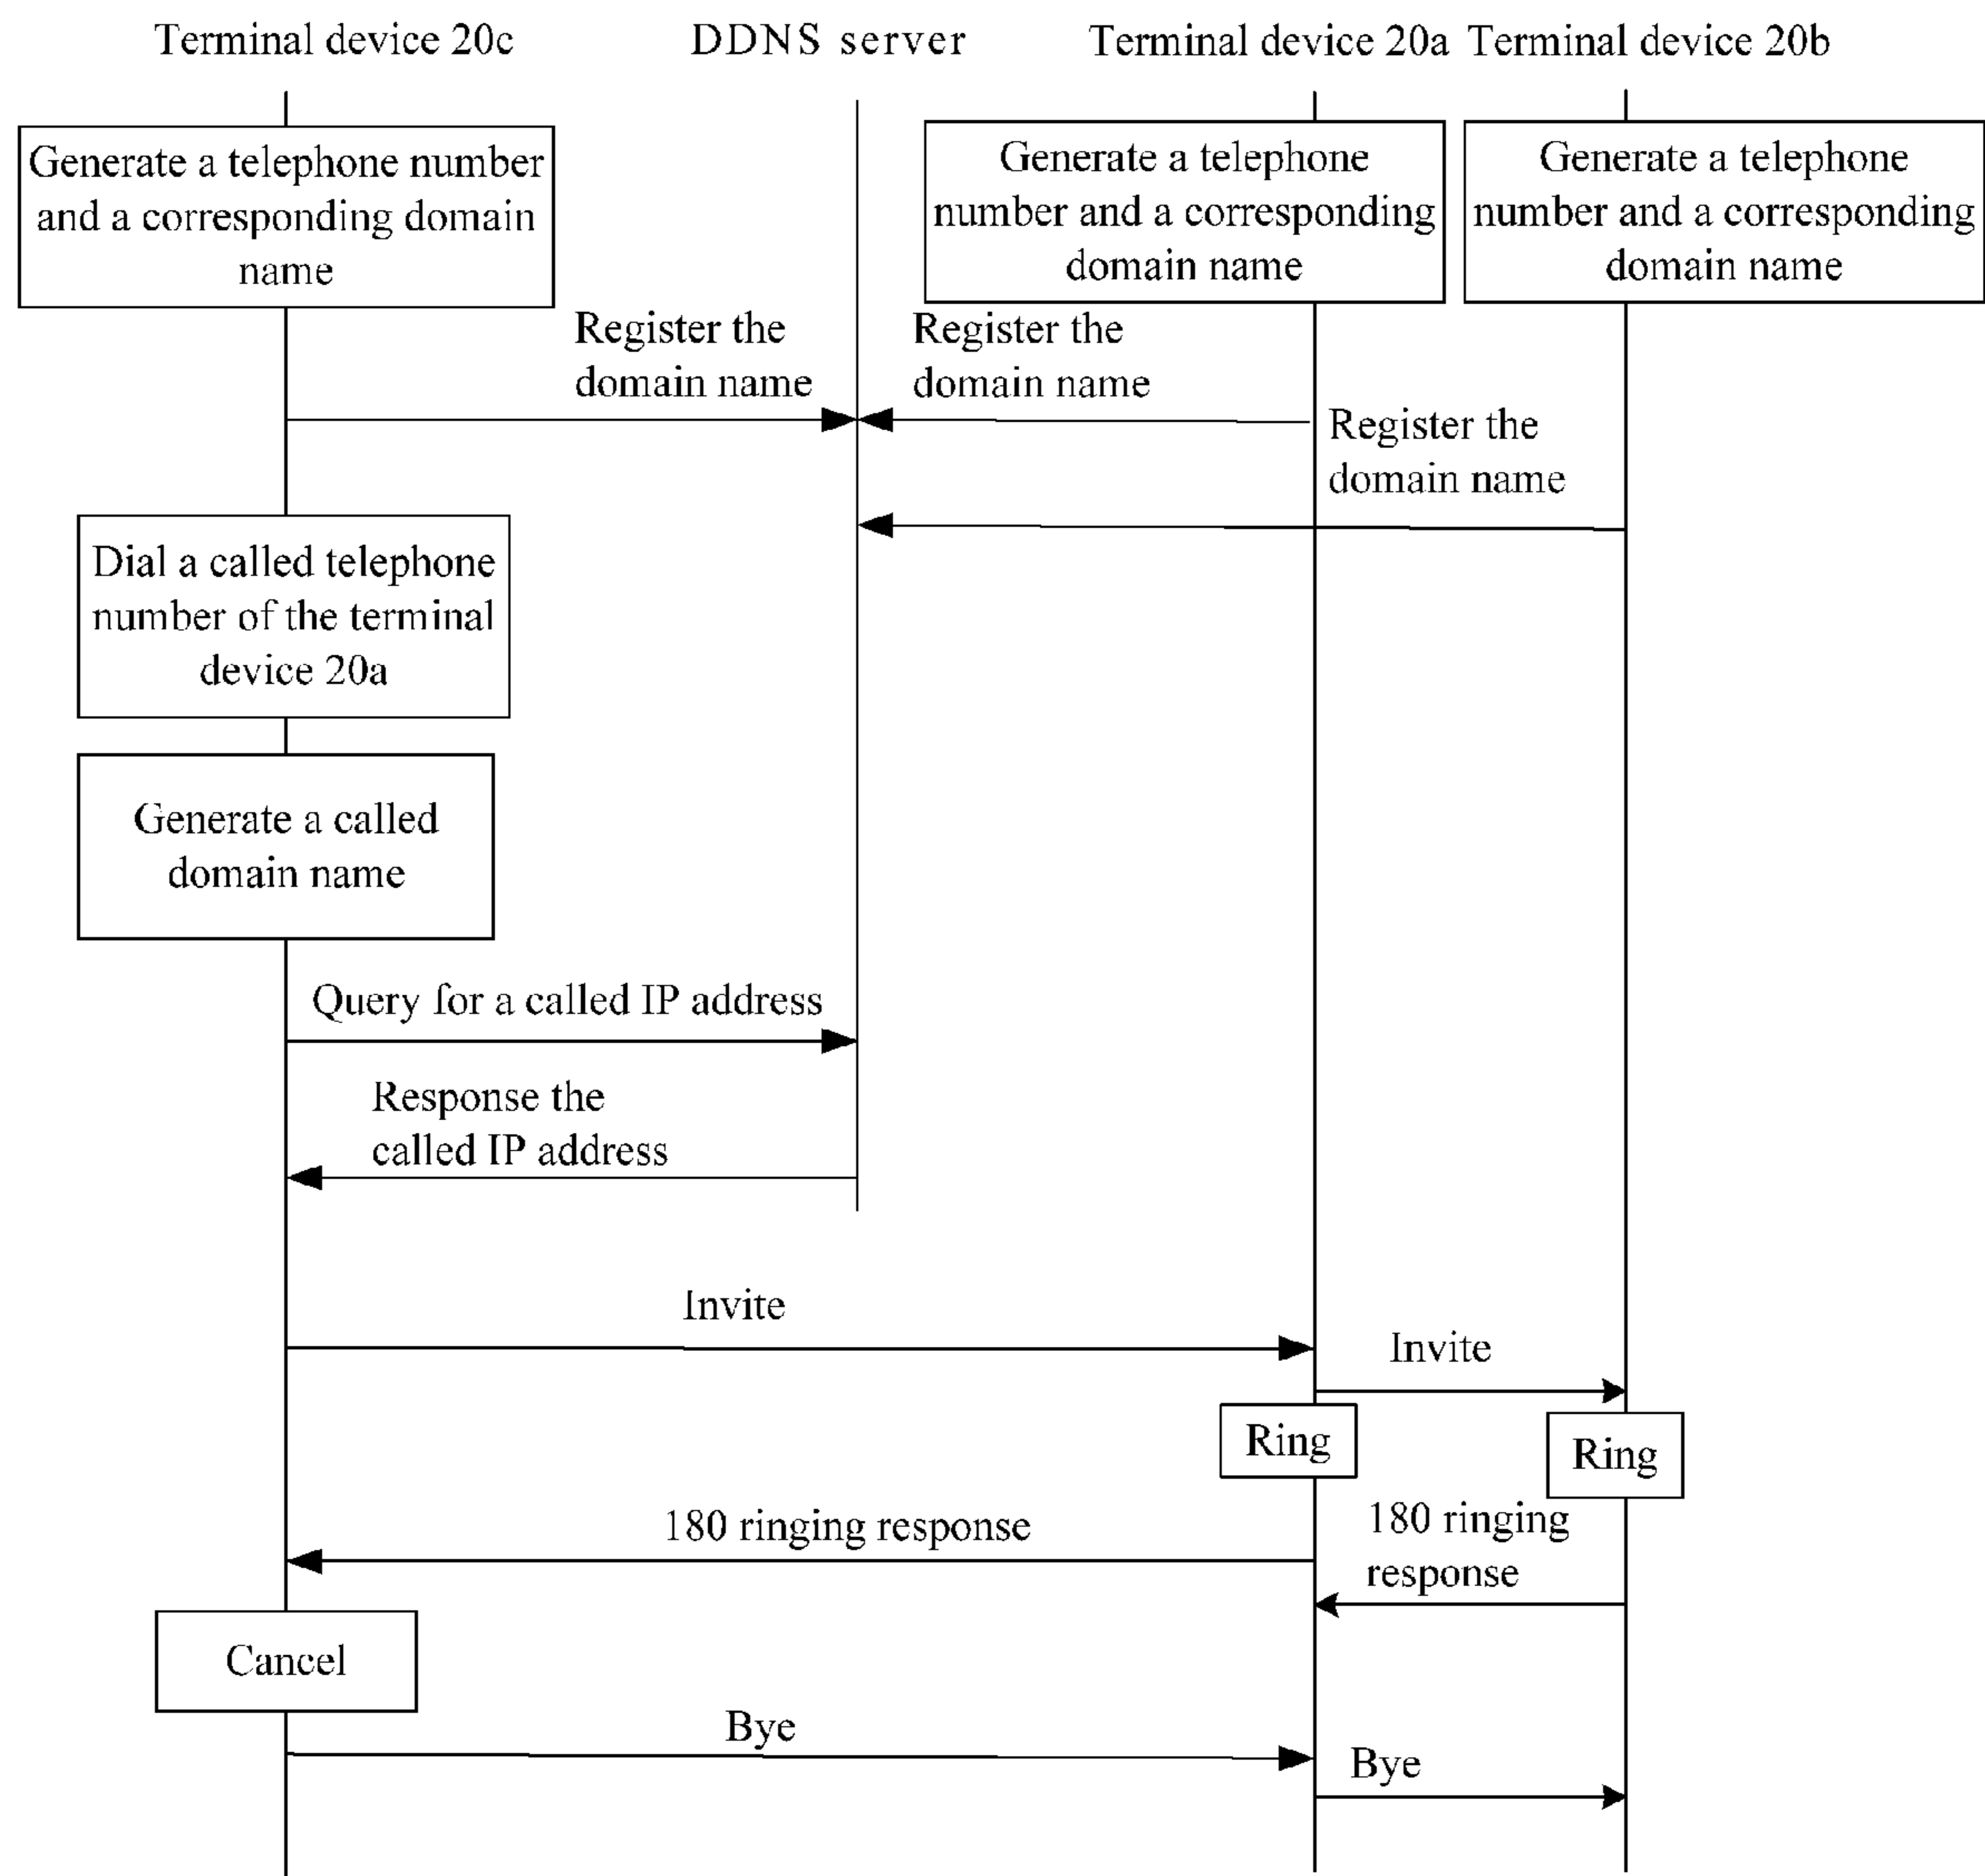 Terminal device 20c
DDNS server
Terminal device 20a
Terminal device 20b
Generate a telephone number
and a corresponding domain
name
Generate a telephone
number and a corresponding
domain name
Generate a telephone
number and a corresponding
domain name
Register the
domain name
Register the
domain name
Register the
domain name
Dial a called telephone
number of the terminal
device 20a
Generate a called
domain name
Query for a called IP address
Response the
called IP address
Invite
Invite
Ring
Ring
180 ringing response
180 ringing
response
Cancel
Bye
Bye